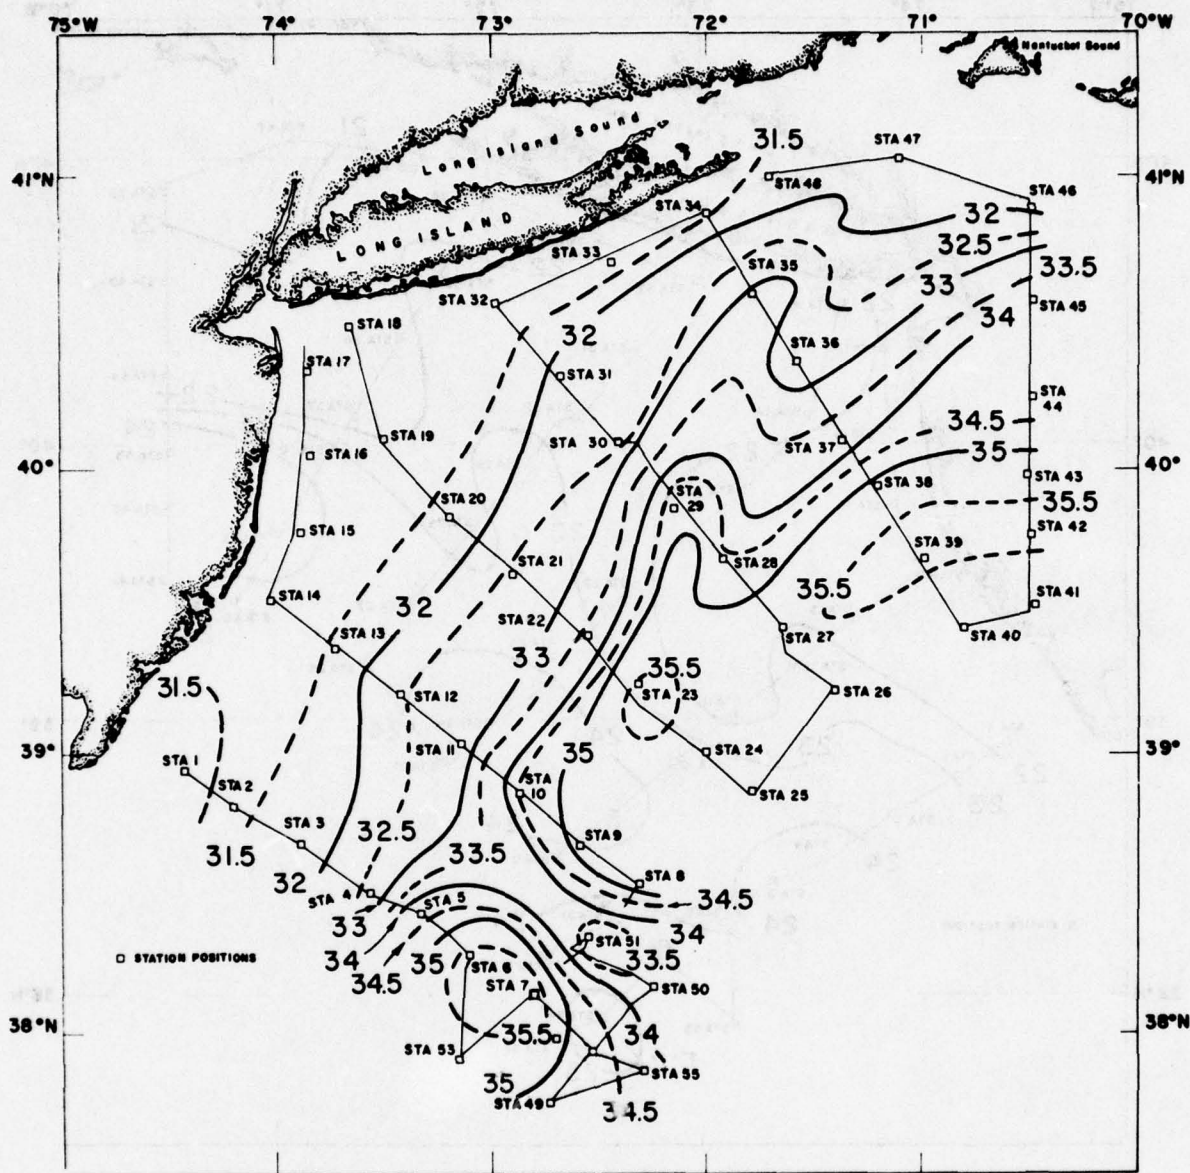 75°W 74° 73° 72° 71° 70°W
Nantucket Sound
Long Island Sound
31.5
STA 47
41°N
STA 48
41°N
STA 46
STA 34
LONG ISLAND
32
32.5
STA 33
STA 35
33.5
33
STA 32
STA 45
34
STA 18
32
STA 36
STA 17
STA 31
STA 44
34.5
STA 19
STA 30
STA 37
35
40°
STA 16
40°
STA 43
STA 38
STA 20
STA 29
35.5
STA 15
STA 42
STA 21
STA 28
STA 39
35.5
STA 14
32
STA 41
STA 22
STA 13
STA 27
STA 40
33
35.5
31.5
STA 12
STA 23
STA 26
39°
STA 11
35
STA 24
39°
STA 1
STA 10
STA 25
STA 2
STA 3
32.5
STA 9
31.5
33.5
32
STA 8
STA 4
34.5
STA 5
33
34
STA 51
34
35
33.5
STATION POSITIONS
STA 6
34.5
STA 7
STA 50
38°N
35.5
34
38°N
STA 53
STA 55
35
STA 49
34.5